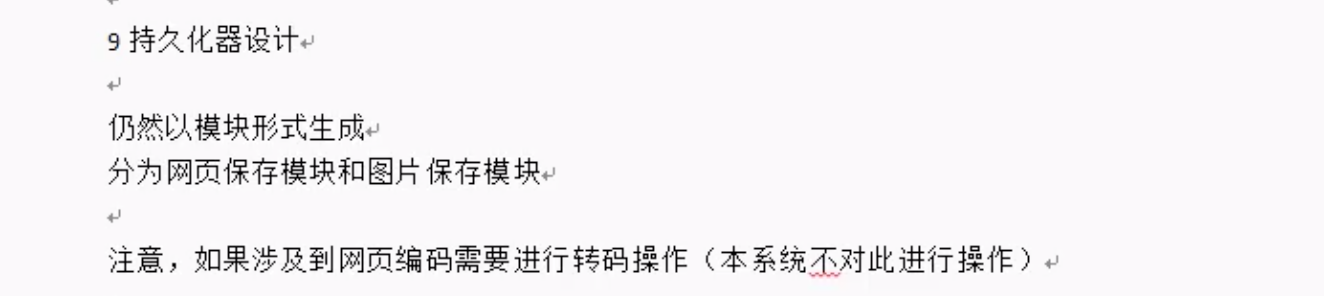 9 持久化器设计
仍然以模块形式生成
分为网页保存模块和图片保存模块
注意，如果涉及到网页编码需要进行转码操作（本系统不对此进行操作）